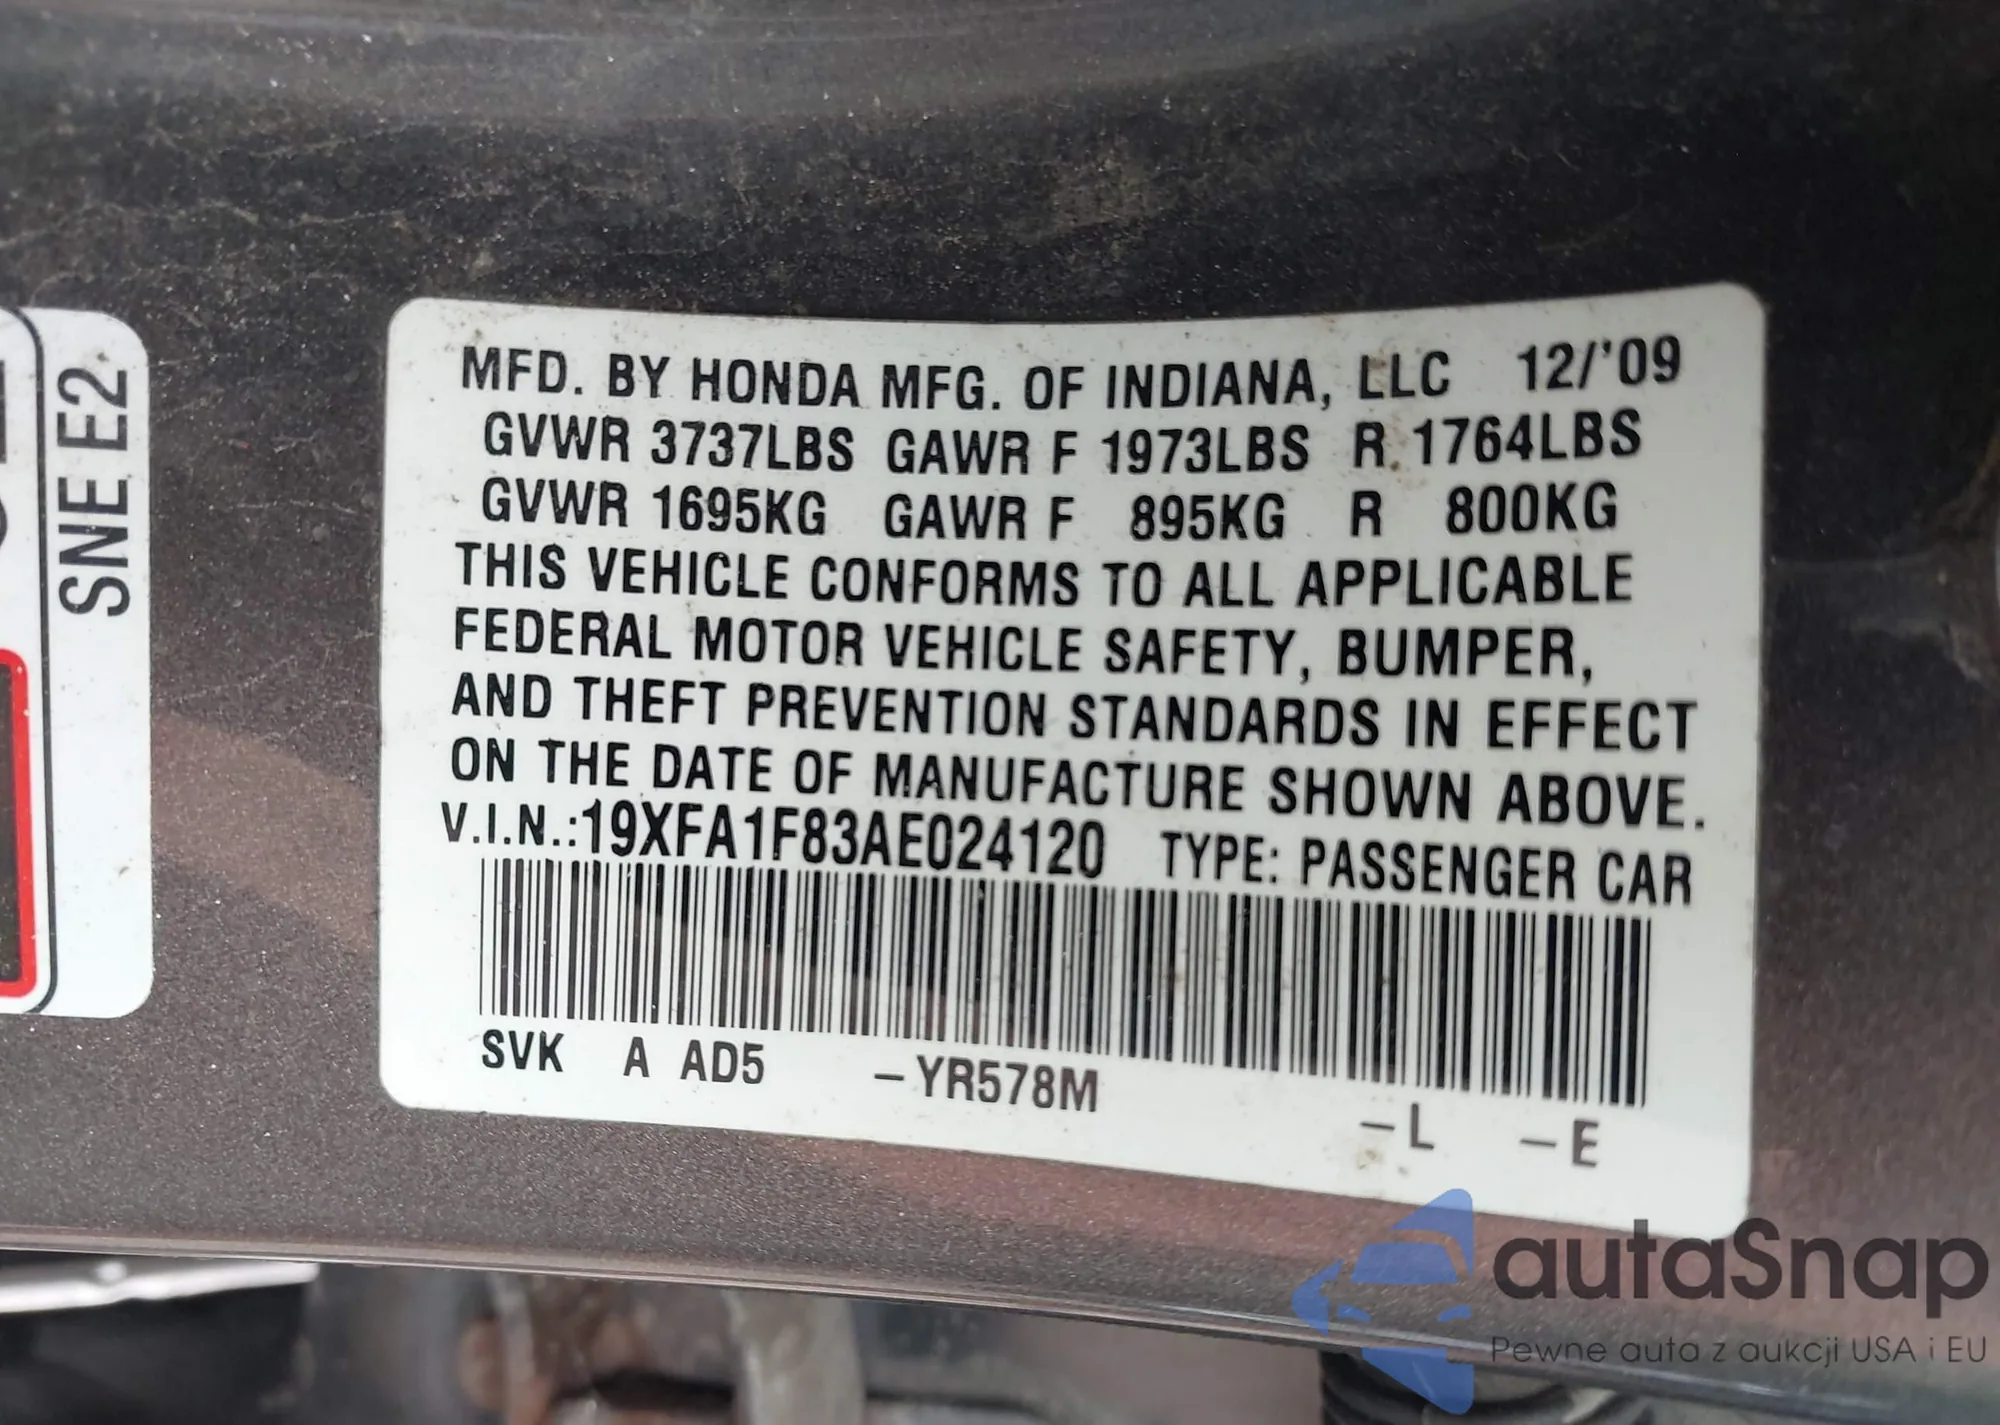 SNE E2
MFD. BY HONDA MFG. OF INDIANA, LLC 12/'09
GVWR 3737LBS GAWR F 1973LBS R 1764LBS
GVWR 1695KG GAWR F 895KG R 800KG
THIS VEHICLE CONFORMS TO ALL APPLICABLE
FEDERAL MOTOR VEHICLE SAFETY, BUMPER,
AND THEFT PREVENTION STANDARDS IN EFFECT
ON THE DATE OF MANUFACTURE SHOWN ABOVE.
V.I.N.:19XFA1F83AE024120 TYPE: PASSENGER CAR
SVK A AD5 -YR578M -L -E
autaSnap
Pewne auta z aukcji USA i EU